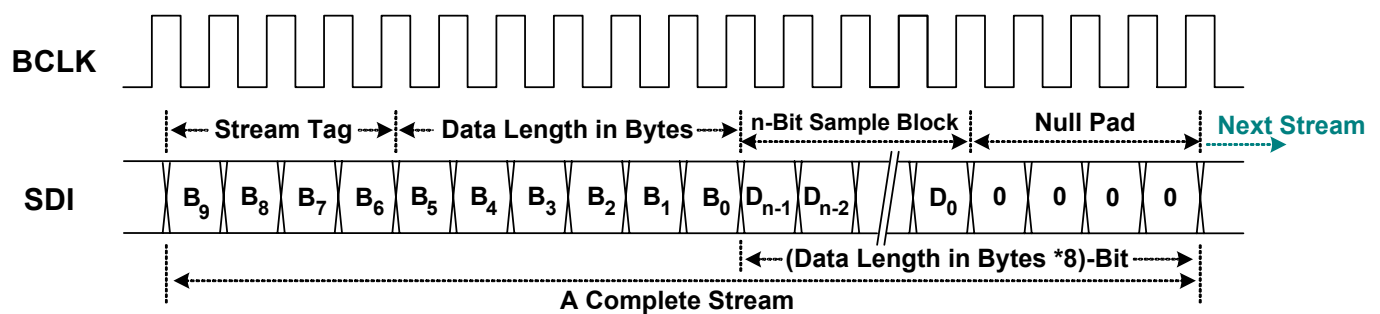 BCLK
Stream Tag Data Length in Bytes n-Bit Sample Block Null Pad Next Stream
SDI B9 B8 B7 B6 B5 B4 B3 B2 B1 B0 Dn-1 Dn-2 D0 0 0 0 0
(Data Length in Bytes *8)-Bit
A Complete Stream